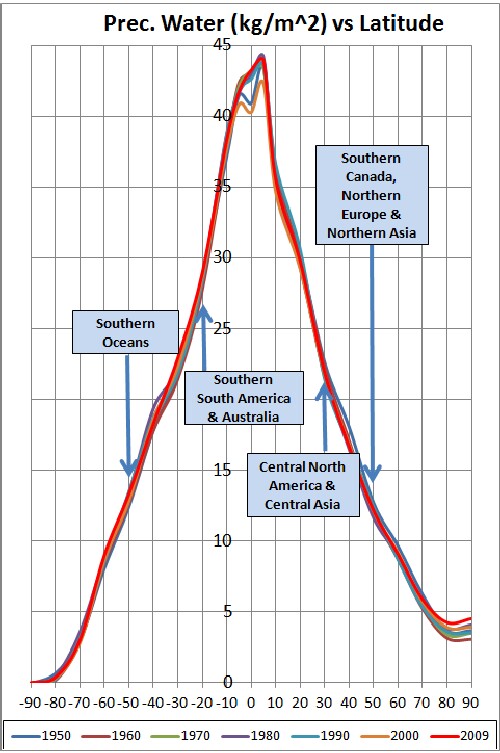 Prec. Water (kg/m^2) vs Latitude
45
40
35
30
25
20
15
10
5
0
Southern
Canada,
Northern
Europe &
Northern Asia
Southern
Oceans
Southern
South America
& Australia
Central North
America &
Central Asia
-90 -80 -70 -60 -50 -40 -30 -20 -10 0 10 20 30 40 50 60 70 80 90
1950 1960 1970 1980 1990 2000 2009